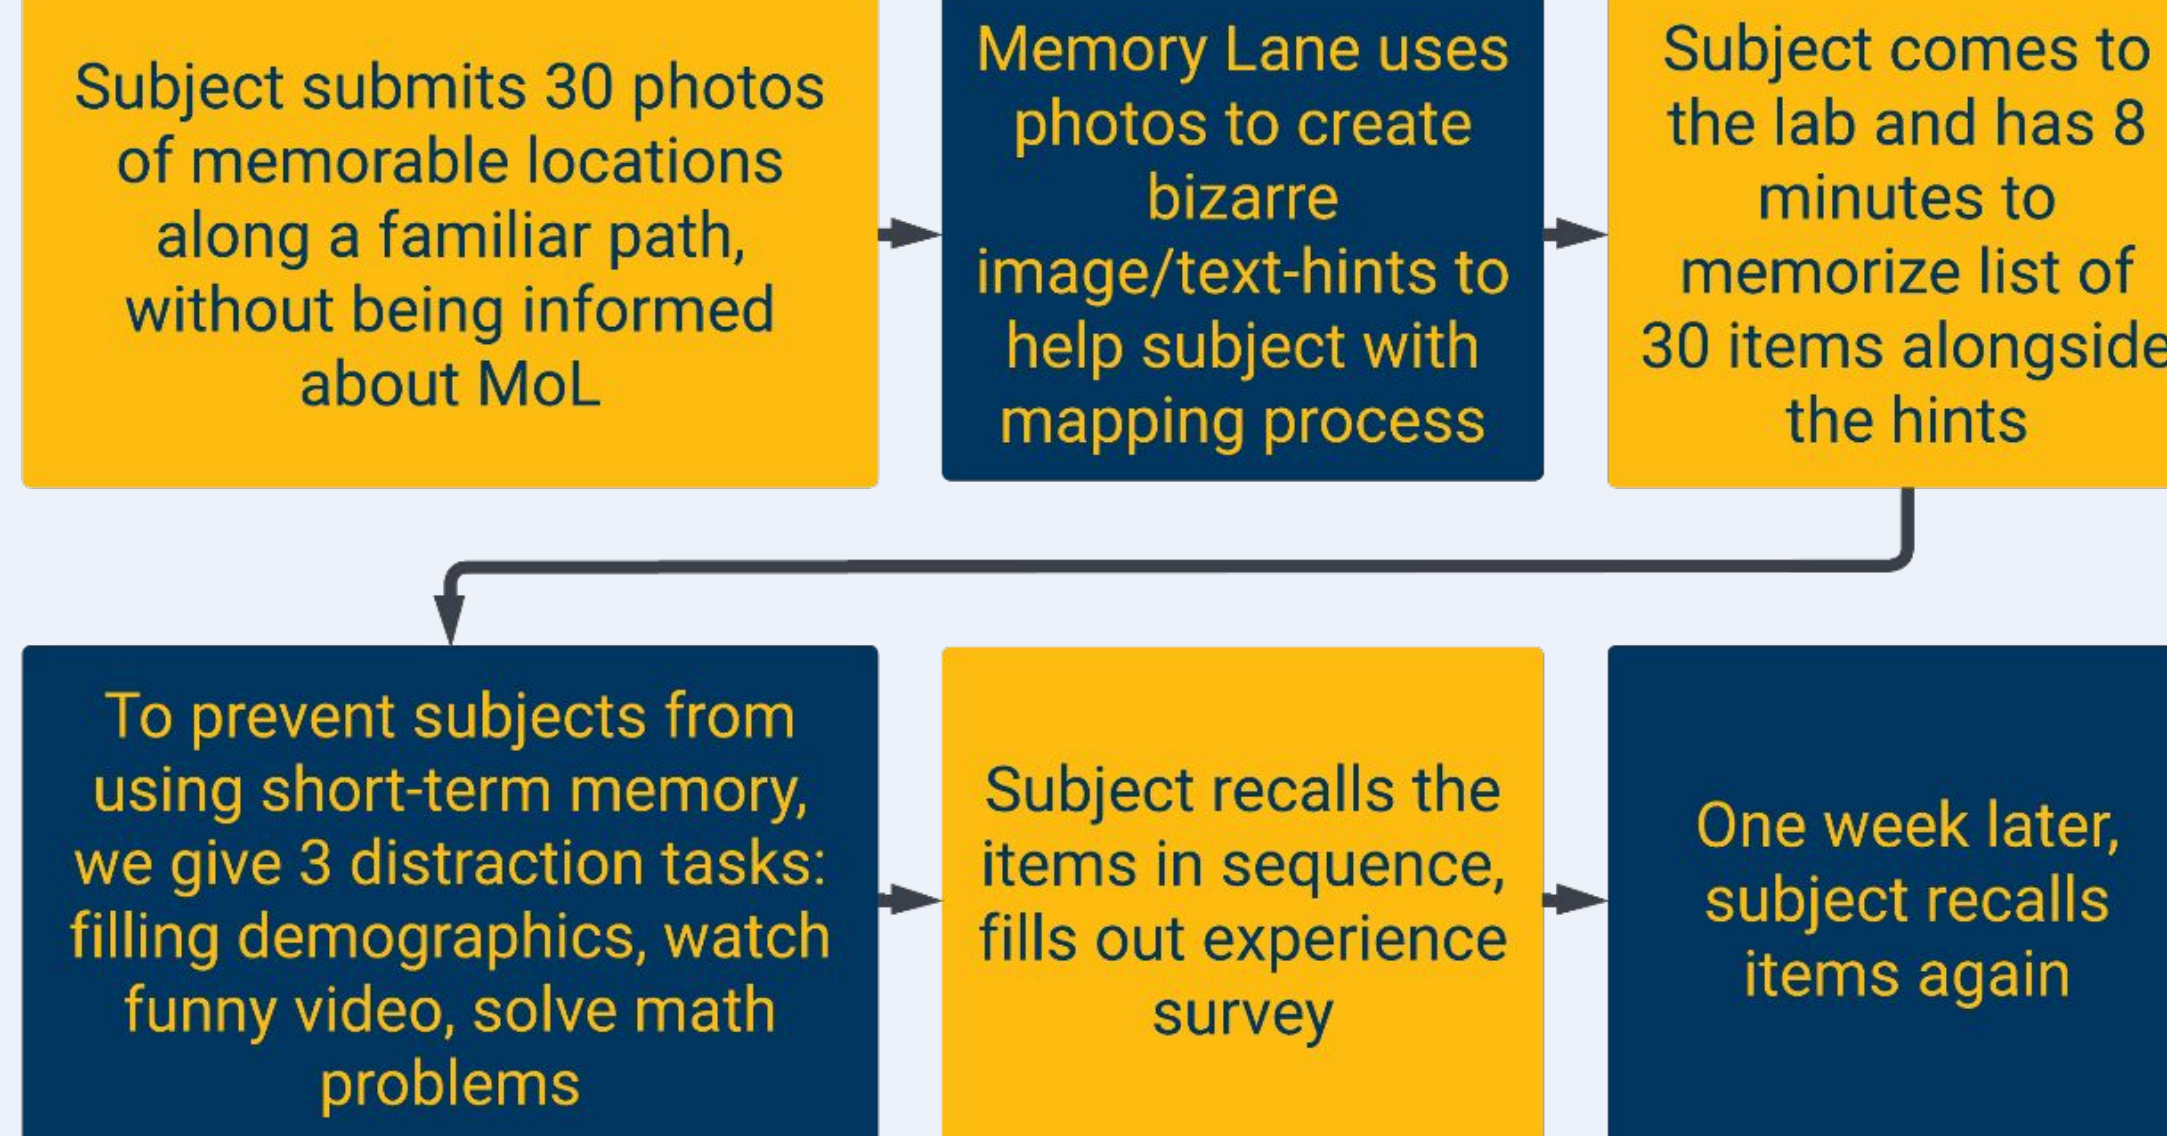 Subject submits 30 photos
of memorable locations
along a familiar path,
without being informed
about MoL
Memory Lane uses
photos to create
bizarre
image/text-hints to
help subject with
mapping process
Subject comes to
the lab and has 8
minutes to
memorize list of
30 items alongside
the hints
To prevent subjects from
using short-term memory,
we give 3 distraction tasks:
filling demographics, watch
funny video, solve math
problems
Subject recalls the
items in sequence,
fills out experience
survey
One week later,
subject recalls
items again